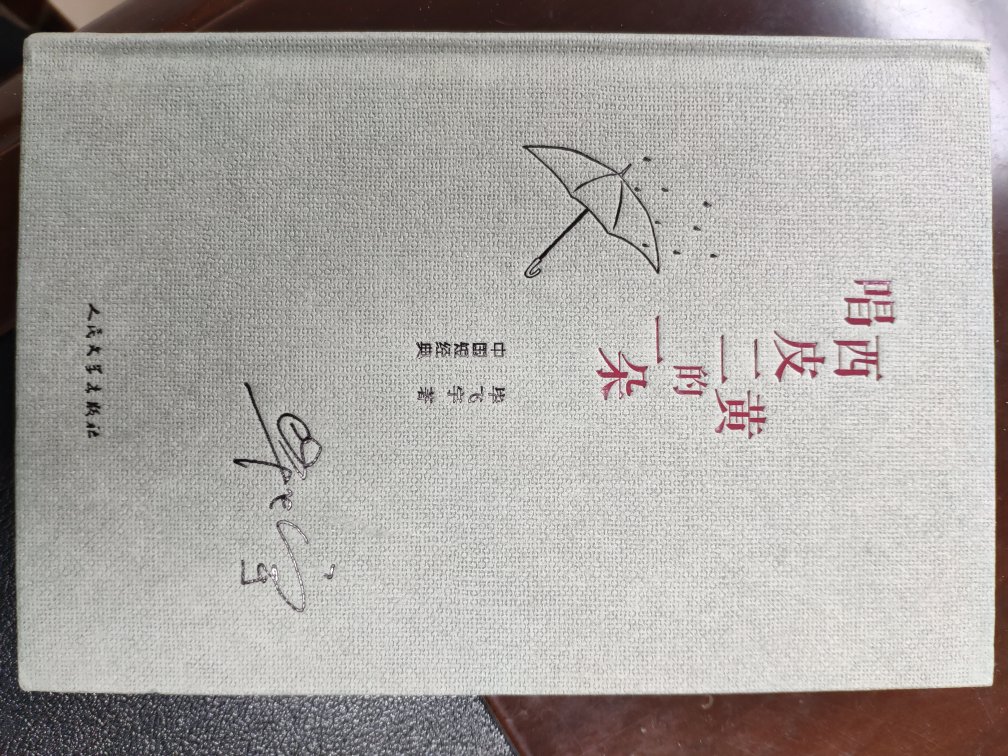 唱西皮二黄的一朵
中国短经典
毕飞宇 著
人民文学出版社